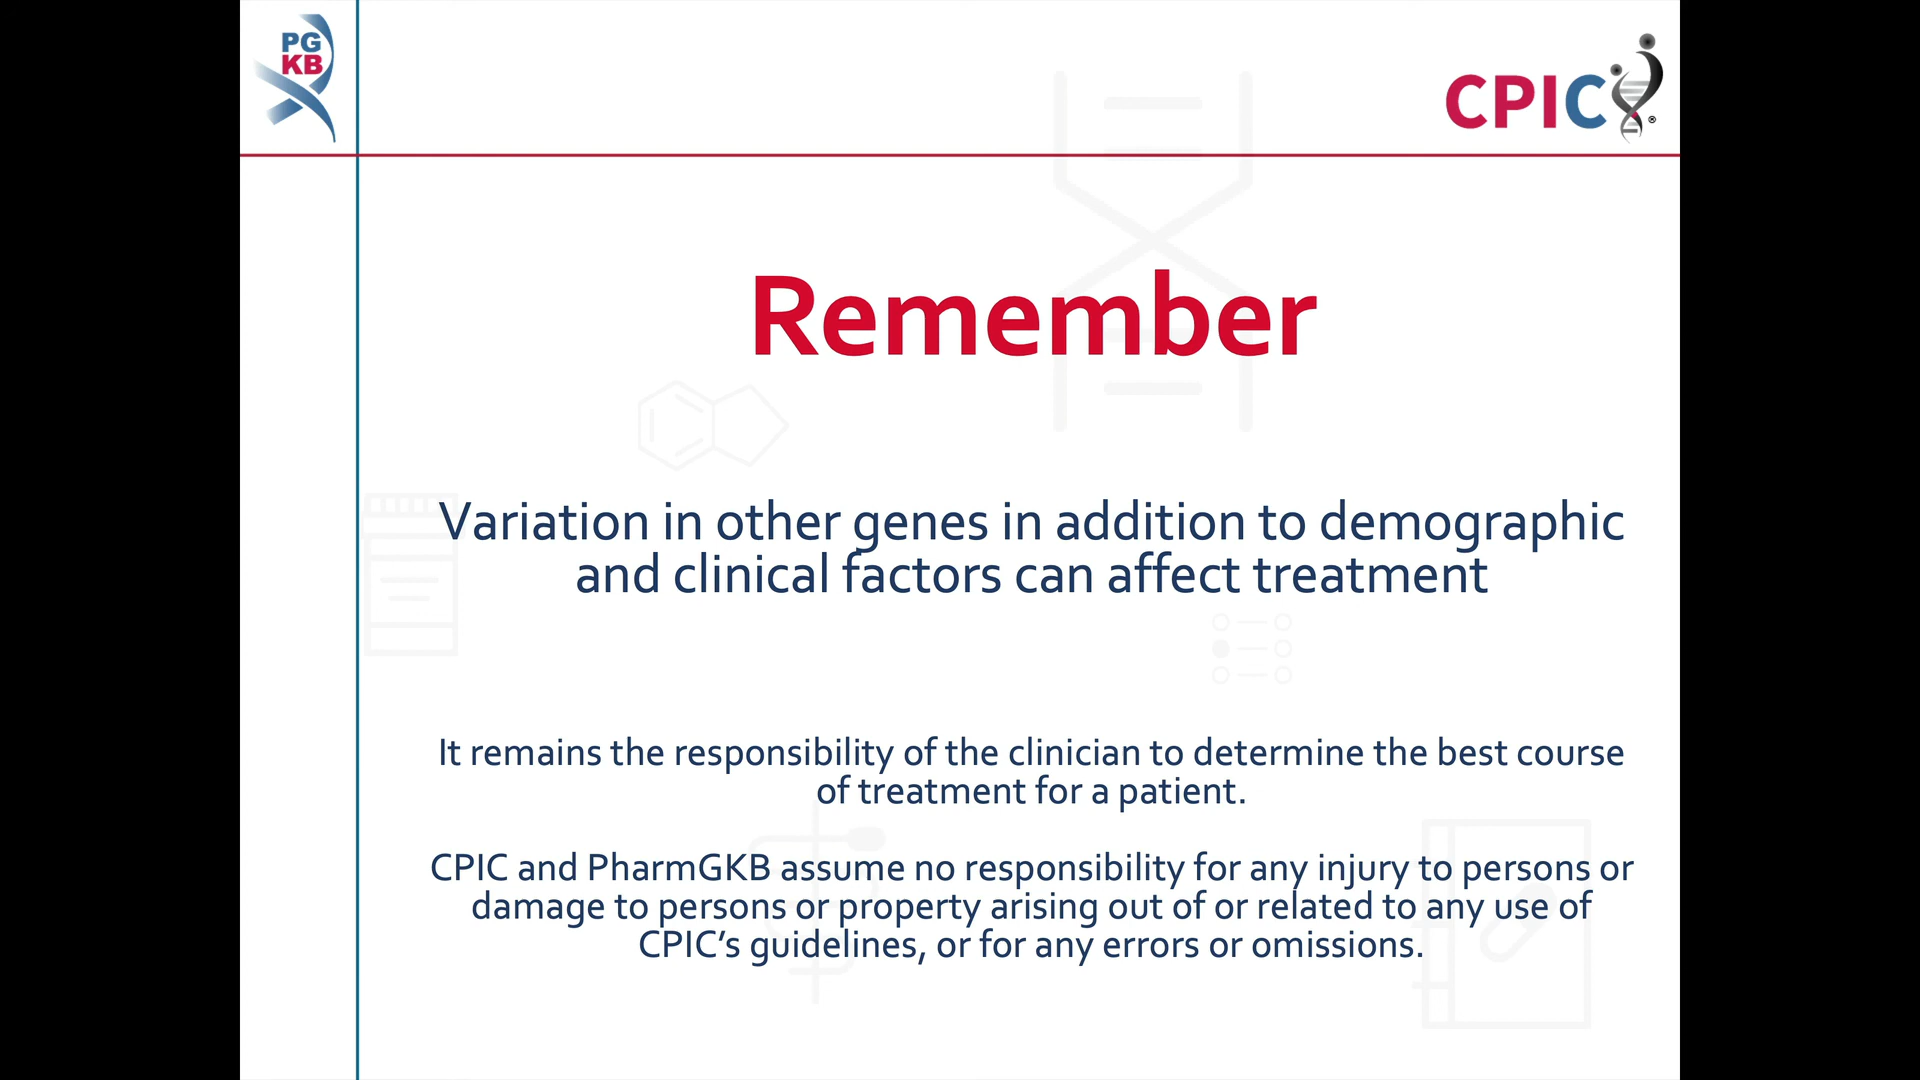 PG
KB
CPIC®
Remember
Variation in other genes in addition to demographic
and clinical factors can affect treatment
It remains the responsibility of the clinician to determine the best course
of treatment for a patient.
CPIC and PharmGKB assume no responsibility for any injury to persons or
damage to persons or property arising out of or related to any use of
CPIC’s guidelines, or for any errors or omissions.